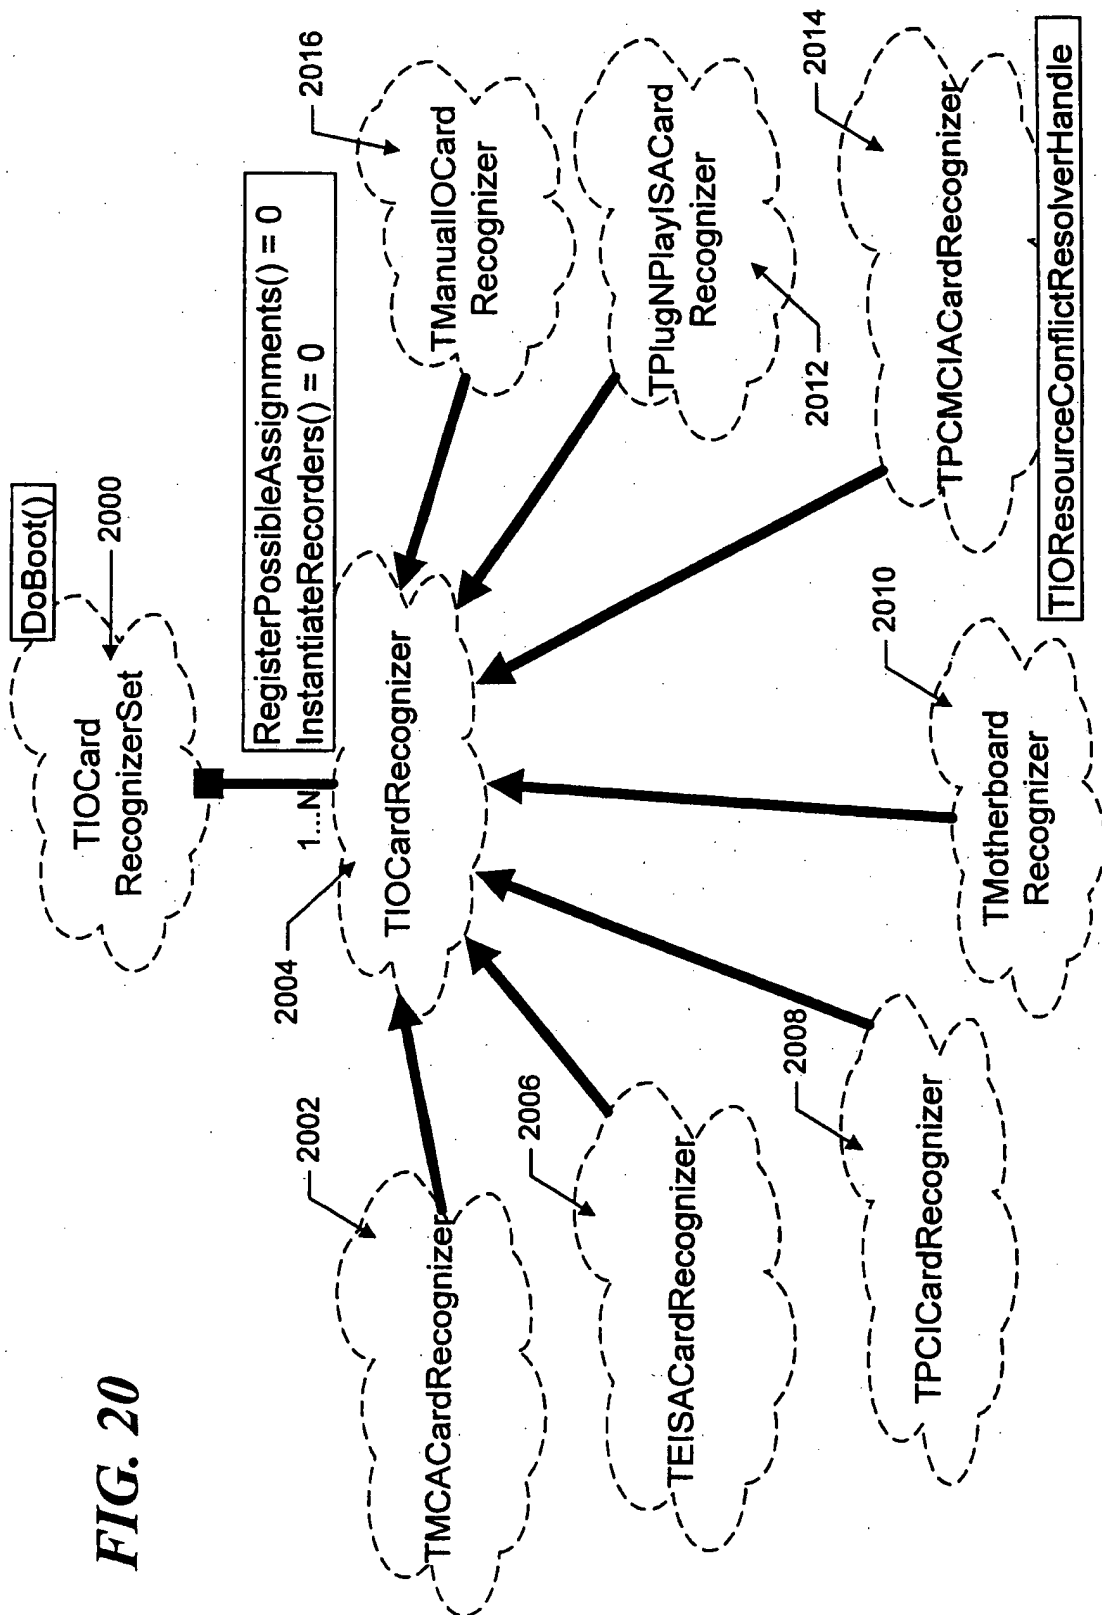 FIG. 20
DoBoot()
2000
TIOCard
RecognizerSet
RegisterPossibleAssignments() = 0
InstantiateRecorders() = 0
1...N
2004
TIOCardRecognizer
2002
TMCACardRecognizer
2016
TManualIOCard
Recognizer
2006
TEISACardRecognizer
TPlugNPlayISACard
Recognizer
2012
2008
TPCICardRecognizer
2010
TMotherboard
Recognizer
2014
TPCMCIACardRecognizer
TIOResourceConflictResolverHandle